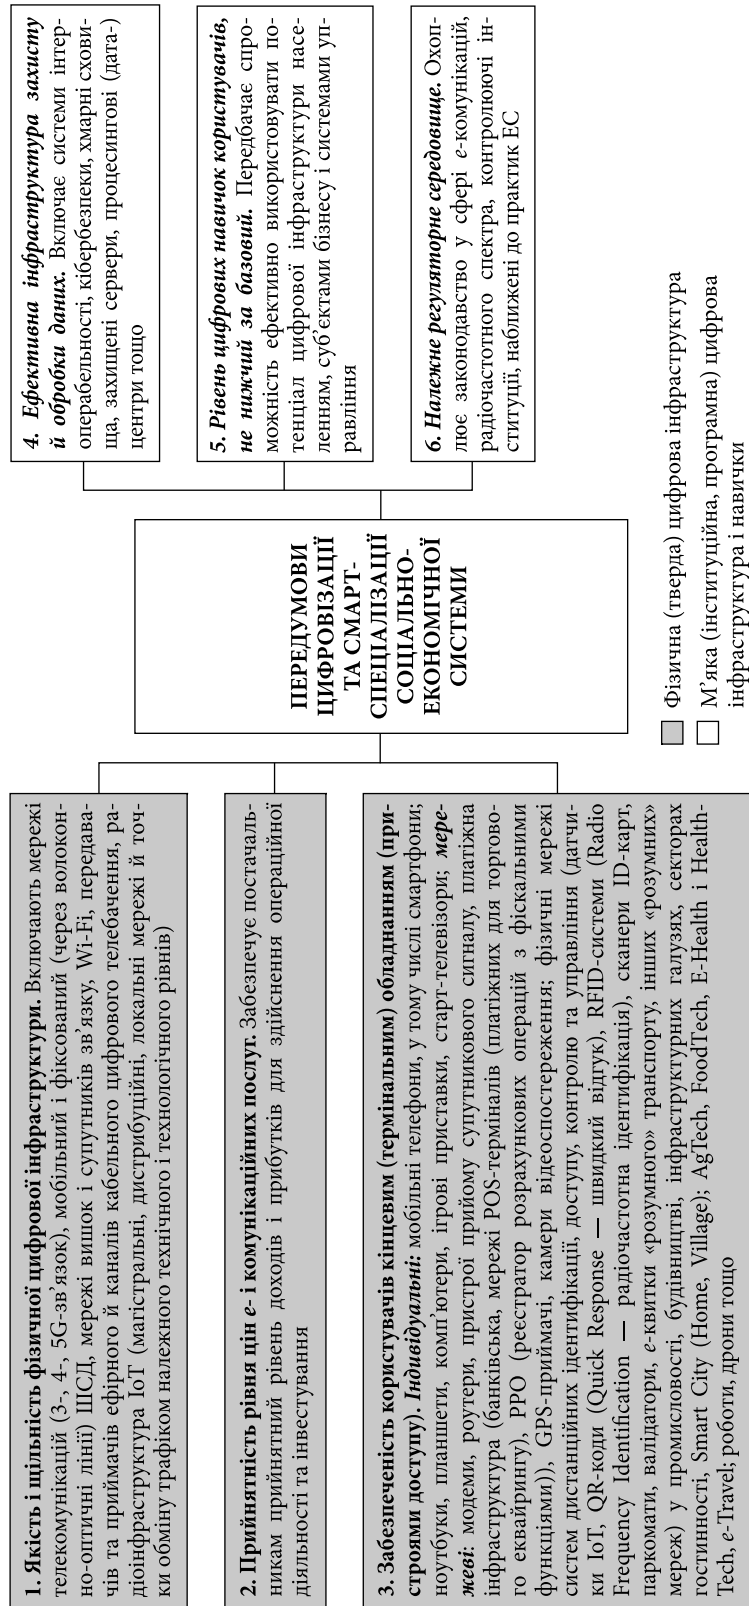 1. Якість і щільність фізичної цифрової інфраструктури. Включають мережі
телекомунікацій (3-, 4-, 5G-зв'язок), мобільний і фіксований (через волокон-
но-оптичні лінії) ШСД, мережі вишок і супутників зв'язку, Wi-Fi, передава-
чів та приймачів ефірного й каналів кабельного цифрового телебачення, ра-
діоінфраструктура ІоТ (магістральні, дистрибуційні, локальні мережі й точ-
ки обміну трафіком належного технічного і технологічного рівнів)
2. Прийнятність рівня цін е- і комунікаційних послуг. Забезпечує постачаль-
никам прийнятний рівень доходів і прибутків для здійснення операційної
діяльності та інвестування
3. Забезпеченість користувачів кінцевим (термінальним) обладнанням (при-
строями доступу). Індивідуальні: мобільні телефони, у тому числі смартфони;
ноутбуки, планшети, комп'ютери, ігрові приставки, старт-телевізори; мере-
жеві: модеми, роутери, пристрої прийому супутникового сигналу, платіжна
інфраструктура (банківська, мережі POS-терміналів (платіжних для торгово-
го еквайрингу), РРО (реєстратор розрахункових операцій з фіскальними
функціями)), GPS-приймачі, камери відеоспостереження; фізичні мережі
систем дистанційних ідентифікації, доступу, контролю та управління (датчи-
ки ІоТ, QR-коди (Quick Response — швидкий відгук), RFID-системи (Radio
Frequency Identification — радіочастотна ідентифікація), сканери ID-карт,
паркомати, валідатори, е-квитки «розумного» транспорту, інших «розумних»
мереж) у промисловості, будівництві, інфраструктурних галузях, секторах
гостинності, Smart City (Home, Village); AgTech, FoodTech, E-Health і Health-
Tech, e-Travel; роботи, дрони тощо
ПЕРЕДУМОВИ
ЦИФРОВІЗАЦІЇ
ТА СМАРТ-
СПЕЦІАЛІЗАЦІЇ
СОЦІАЛЬНО-
ЕКОНОМІЧНОЇ
СИСТЕМИ
4. Ефективна інфраструктура захисту
й обробки даних. Включає системи інтер-
операбельності, кібербезпеки, хмарні схови-
ща, захищені сервери, процесингові (дата-)
центри тощо
5. Рівень цифрових навичок користувачів,
не нижчий за базовий. Передбачає спро-
можність ефективно використовувати по-
тенціал цифрової інфраструктури насе-
ленням, суб'єктами бізнесу і системами уп-
равління
6. Належне регуляторне середовище. Охоп-
лює законодавство у сфері е-комунікацій,
радіочастотного спектра, контролюючі ін-
ституції, наближені до практик ЕС
Фізична (тверда) цифрова інфраструктура
М'яка (інституційна, програмна) цифрова
інфраструктура і навички